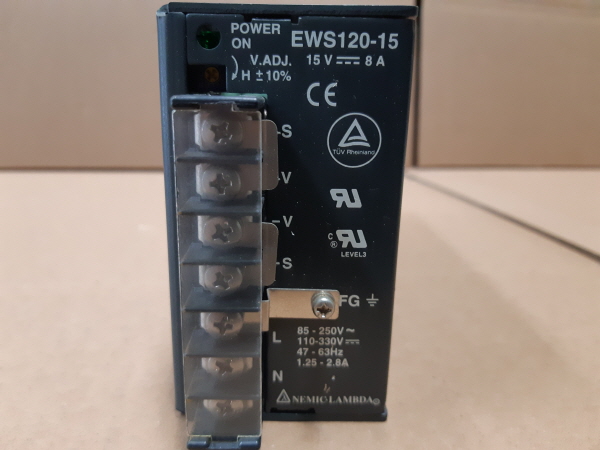 POWER
ON
EWS120-15
V.ADJ.
15 V ⎓ 8 A
H ±10%
CE
-S
TÜV Rheinland
-V
-V
c
®
LEVEL3
-S
FG
85 - 250V ~
110-330V ⎓
L
47 - 63Hz
1.25 - 2.8A
N
NEMIC-LAMBDA